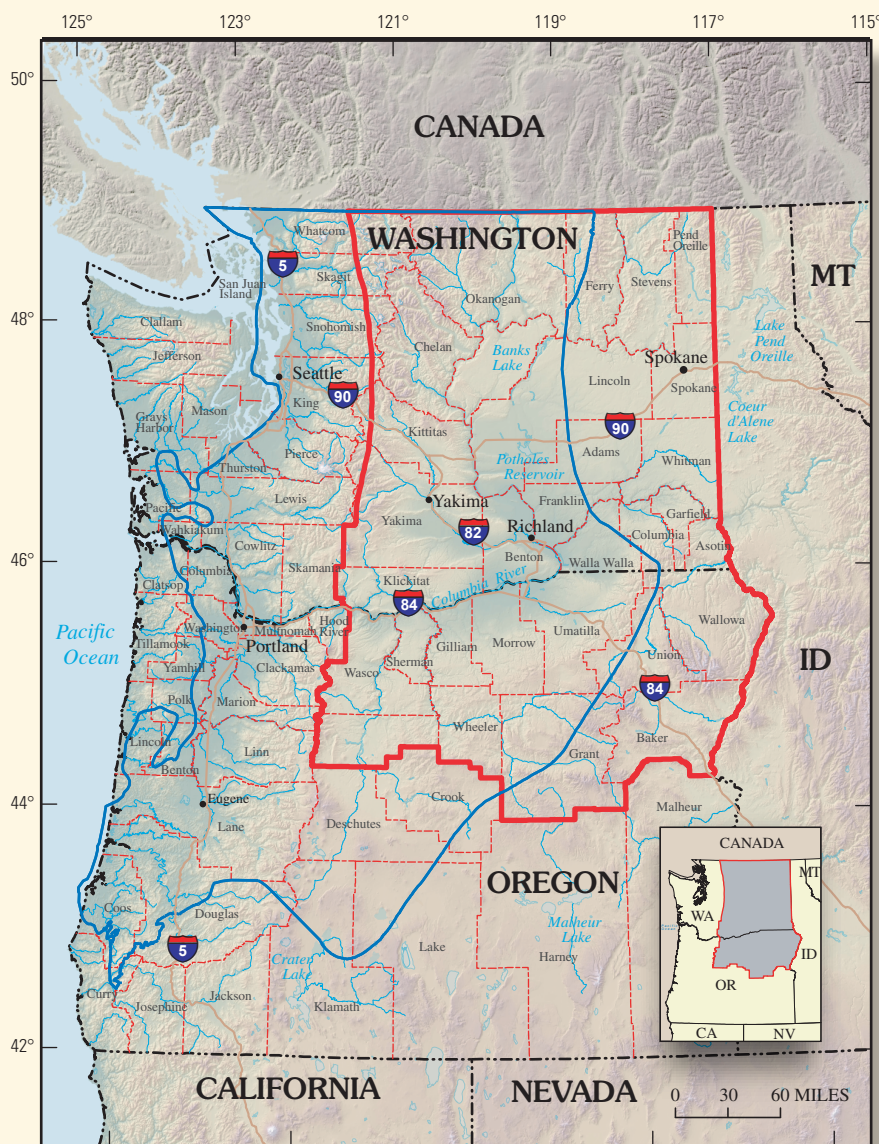 125°
123°
121°
119°
117°
115°
50°
CANADA
Whatcom
WASHINGTON
Pend
Oreille
5
MT
San Juan
Island
Skagit
Okanogan
Ferry
Stevens
48°
Clallam
Snohomish
Lake
Pend
Oreille
Jefferson
Chelan
Banks
Lake
Spokane
Seattle
Lincoln
Spokane
90
King
Mason
Grays
Harbor
Coeur
d'Alene
Lake
Kittitas
90
Pierce
Adams
Thurston
Potholes
Reservoir
Whitman
Lewis
Yakima
Franklin
Pacific
Garfield
Yakima
82
Richland
Wahkiakum
Columbia
Cowlitz
Asotin
Benton
46°
Skamania
Walla Walla
Columbia
Klickitat
Columbia River
Clatsop
84
Hood
River
Washington
Multnomah
Wallowa
Pacific
Ocean
Tillamook
Portland
Gilliam
Morrow
Umatilla
Union
Yamhill
Clackamas
Wasco
Sherman
ID
84
Polk
Marion
Wheeler
Baker
Lincoln
Linn
Grant
Benton
44°
Eugene
Crook
Malheur
Lane
Deschutes
CANADA
MT
OREGON
Coos
Douglas
WA
Malheur
Lake
5
Lake
Harney
ID
Crater
Lake
OR
Curry
Jackson
Josephine
Klamath
CA
NV
42°
CALIFORNIA
NEVADA
0 30 60 MILES